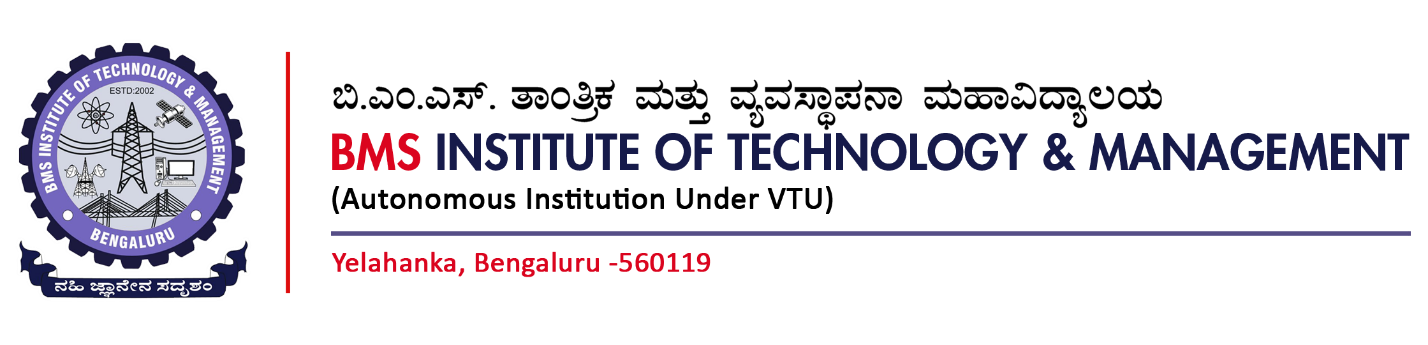 BMS INSTITUTE OF TECHNOLOGY & MANAGEMENT
ESTD:2002
BENGALURU
ನಹಿ ಜ್ಞಾನೇನ ಸದೃಶಂ
ಬಿ.ಎಂ.ಎಸ್. ತಾಂತ್ರಿಕ ಮತ್ತು ವ್ಯವಸ್ಥಾಪನಾ ಮಹಾವಿದ್ಯಾಲಯ
BMS INSTITUTE OF TECHNOLOGY & MANAGEMENT
(Autonomous Institution Under VTU)
Yelahanka, Bengaluru -560119